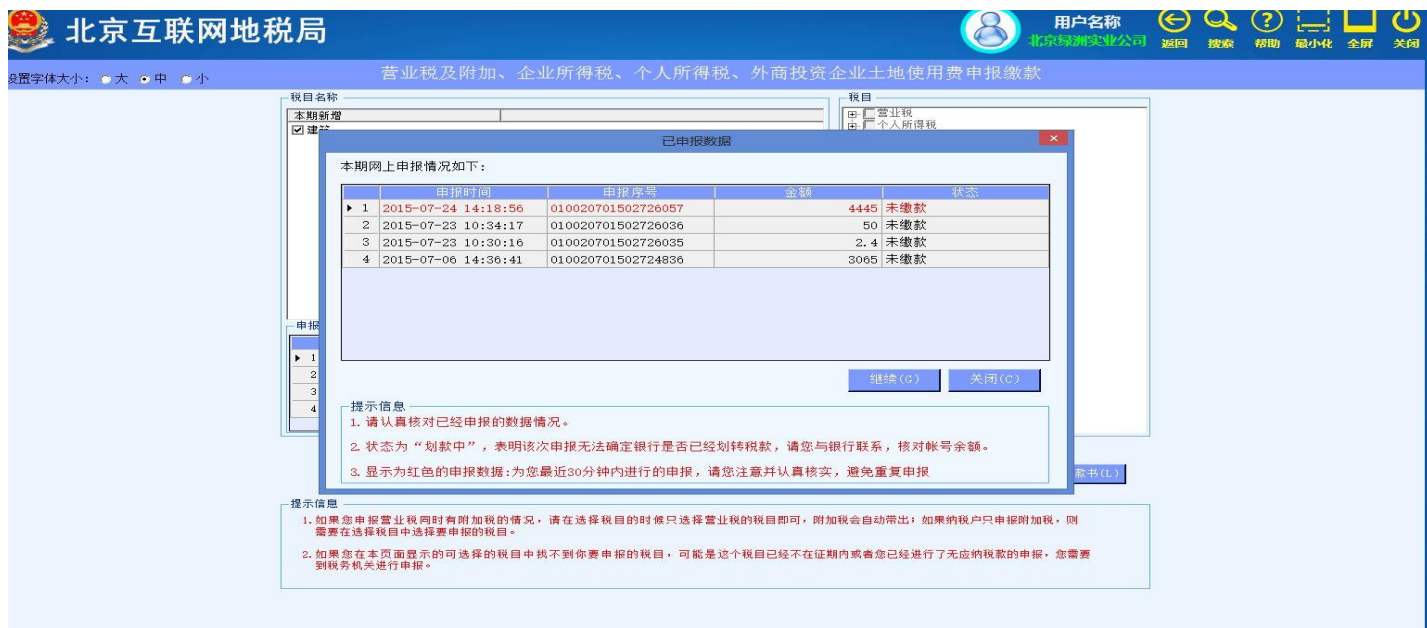 北京互联网地税局
用户名称
北京绿洲实业公司
返回 搜索 帮助 最小化 全屏 关闭
设置字体大小： 大 中 小
营业税及附加、企业所得税、个人所得税、外商投资企业土地使用费申报缴款
税目名称
税目
本期新增
营业税
建
个人所得税
已申报数据
本期网上申报情况如下：
申报时间 申报序号 金额 状态
1 2015-07-24 14:18:56 010020701502726057 4445 未缴款
2 2015-07-23 10:34:17 010020701502726036 50 未缴款
3 2015-07-23 10:30:16 010020701502726035 2.4 未缴款
4 2015-07-06 14:36:41 010020701502724836 3065 未缴款
申报
1
2
3
4
继续(G) 关闭(C)
提示信息
1. 请认真核对已经申报的数据情况。
2. 状态为“划款中”，表明该次申报无法确定银行是否已经划转税款，请您与银行联系，核对帐号余额。
3. 显示为红色的申报数据:为您最近30分钟内进行的申报，请您注意并认真核实，避免重复申报
款书(L)
提示信息
1. 如果您申报营业税同时有附加税的情况，请在选择税目的时候只选择营业税的税目即可，附加税会自动带出；如果纳税户只申报附加税，则
需要在选择税目中选择要申报的税目。
2. 如果您在本页面显示的可选择的税目中找不到你要申报的税目，可能是这个税目已经不在征期内或者您已经进行了无应纳税款的申报，您需要
到税务机关进行申报。